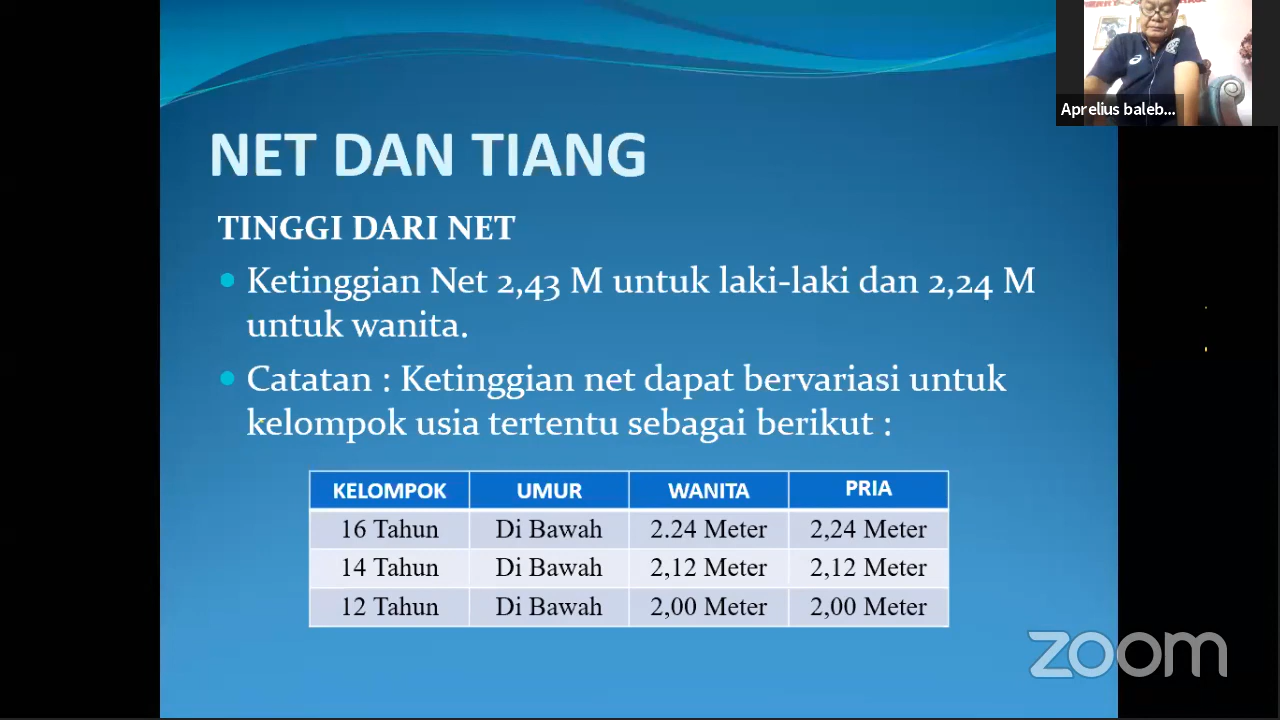 NET DAN TIANG
TINGGI DARI NET
Ketinggian Net 2,43 M untuk laki-laki dan 2,24 M
untuk wanita.
Catatan : Ketinggian net dapat bervariasi untuk
kelompok usia tertentu sebagai berikut :
KELOMPOK UMUR WANITA PRIA
16 Tahun Di Bawah 2.24 Meter 2,24 Meter
14 Tahun Di Bawah 2,12 Meter 2,12 Meter
12 Tahun Di Bawah 2,00 Meter 2,00 Meter
Aprelius baleb...
zoom